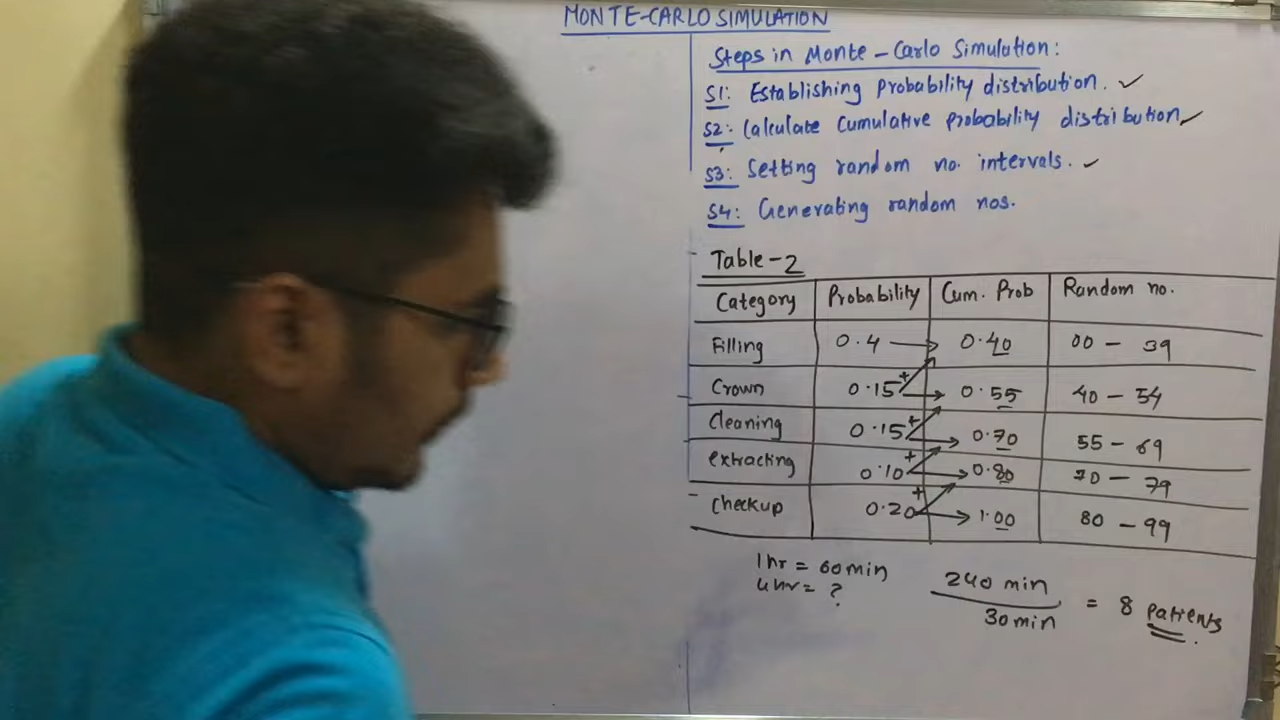 MONTE-CARLO SIMULATION
Steps in Monte-Carlo Simulation:
S1: Establishing Probability distribution. ✓
S2: Calculate Cumulative Probability distribution ✓
S3: Setting random no. intervals. ✓
S4: Generating random nos.
Table-2
Category Probability Cum. Prob Random no.
Filling 0.4 → 0.40 00 - 39
Crown 0.15 + → 0.55 40 - 54
Cleaning 0.15 + → 0.70 55 - 69
extracting 0.10 + → 0.80 70 - 79
Checkup 0.20 + → 1.00 80 - 99
1hr = 60min
4hr = ?
240 min / 30min = 8 patients.